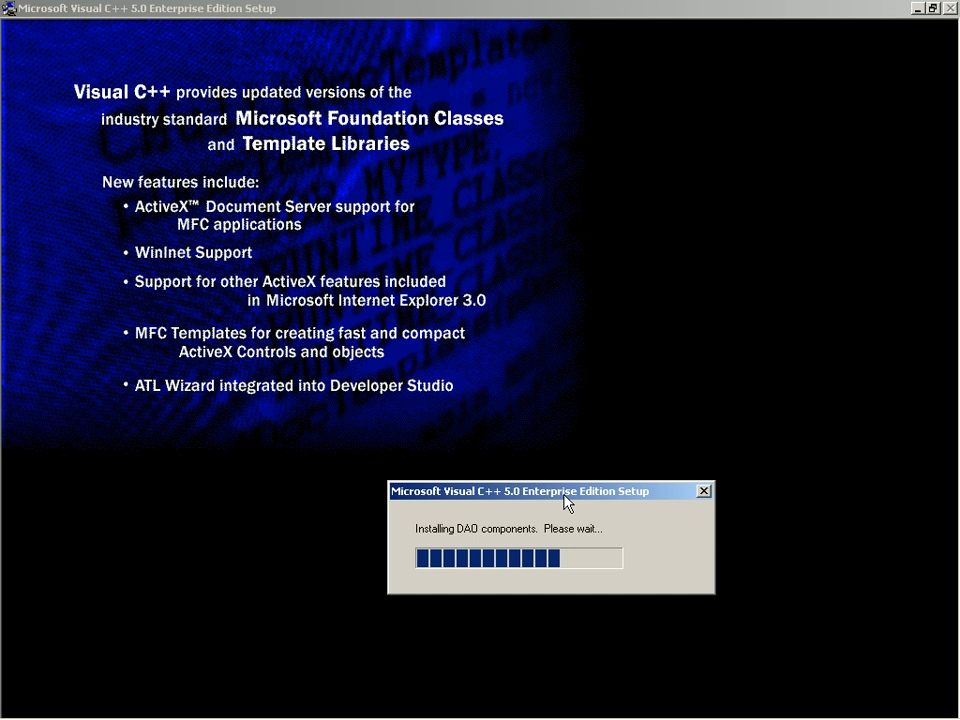 Microsoft Visual C++ 5.0 Enterprise Edition Setup
Visual C++ provides updated versions of the
industry standard Microsoft Foundation Classes
and Template Libraries
New features include:
• ActiveX™ Document Server support for
MFC applications
• WinInet Support
• Support for other ActiveX features included
in Microsoft Internet Explorer 3.0
• MFC Templates for creating fast and compact
ActiveX Controls and objects
• ATL Wizard integrated into Developer Studio
Microsoft Visual C++ 5.0 Enterprise Edition Setup
Installing DAO components. Please wait...